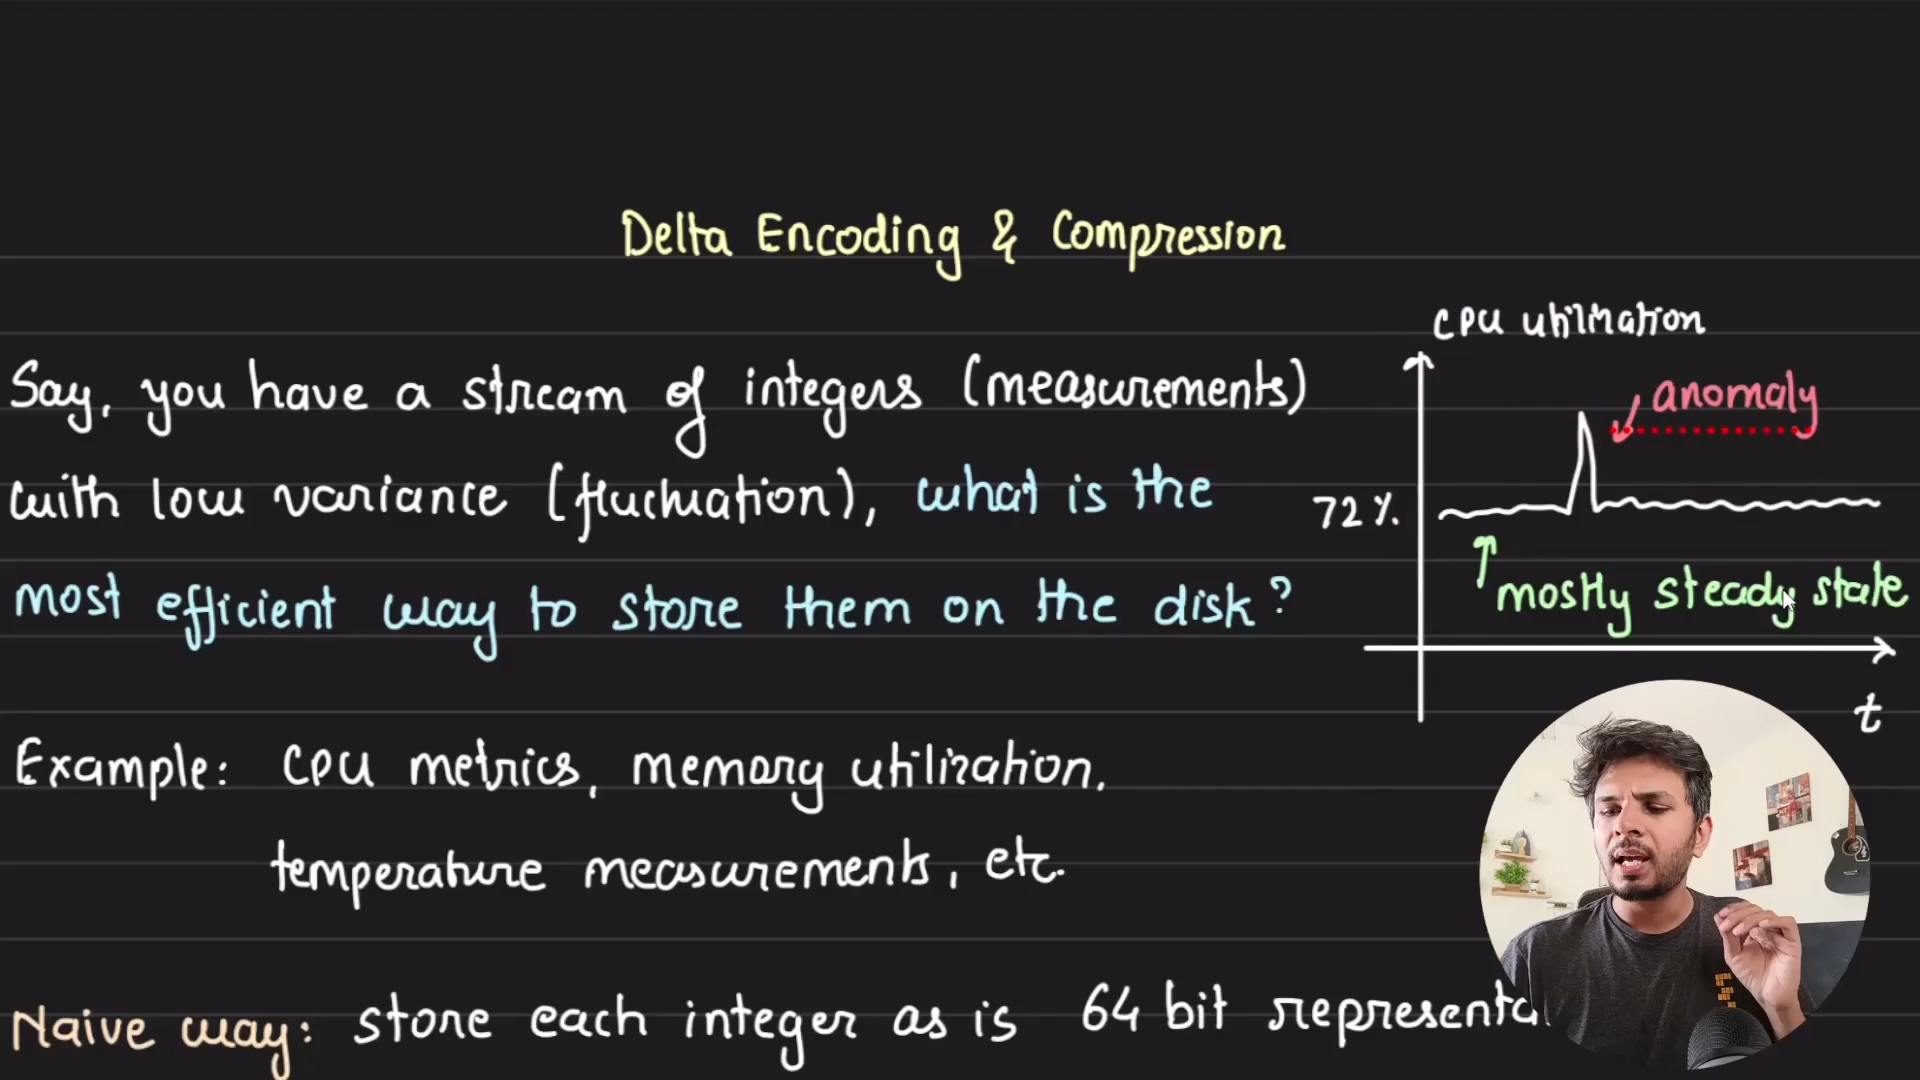 Delta Encoding & Compression
Say, you have a stream of integers (measurements)
with low variance (fluctuation), what is the
most efficient way to store them on the disk?
CPU utilization
anomaly
72%.
mostly steady state
t
Example: CPU metrics, memory utilization,
temperature measurements, etc.
Naive way: store each integer as is 64 bit representa